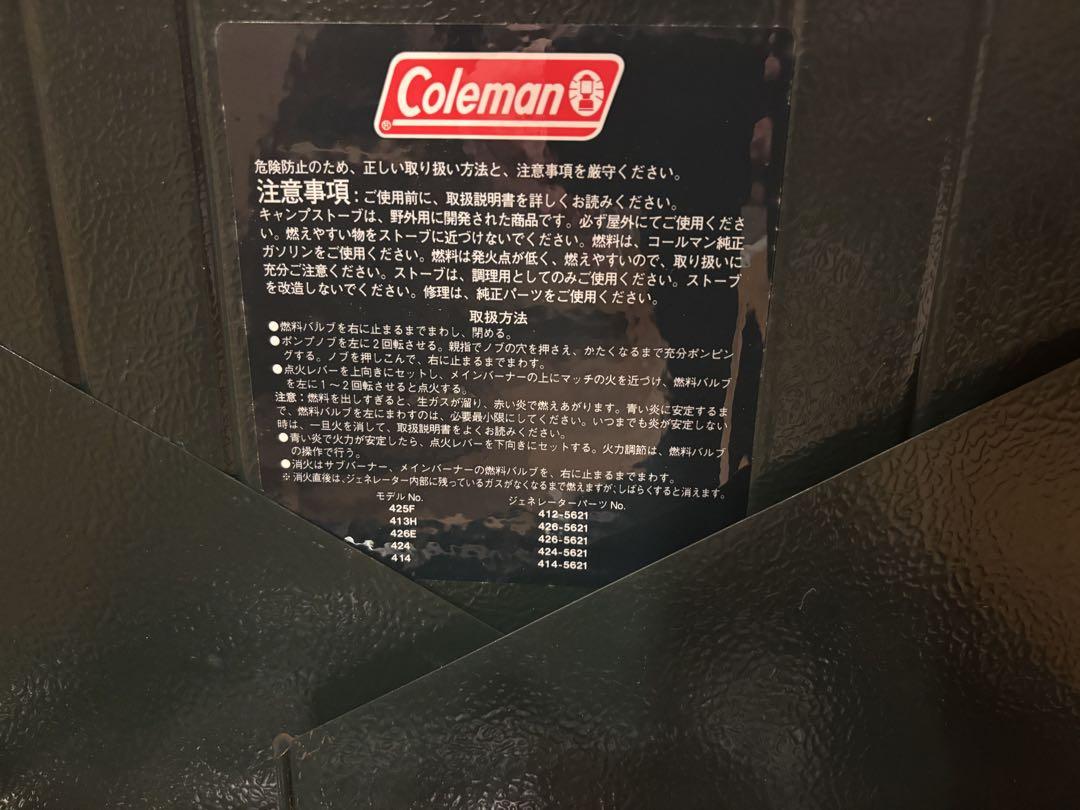 Coleman
®
危険防止のため、正しい取り扱い方法と、注意事項を厳守ください。
注意事項：ご使用前に、取扱説明書を詳しくお読みください。
キャンプストーブは、野外用に開発された商品です。必ず屋外にてご使用くださ
い。燃えやすい物をストーブに近づけないでください。燃料は、コールマン純正
ガソリンをご使用ください。燃料は発火点が低く、燃えやすいので、取り扱いに
充分ご注意ください。ストーブは、調理用としてのみご使用ください。ストーブ
を改造しないでください。修理は、純正パーツをご使用ください。
取扱方法
●燃料バルブを右に止まるまでまわし、閉める。
●ポンプノブを左に2回転させる。親指でノブの穴を押さえ、かたくなるまで充分ポンピン
グする。ノブを押しこんで、右に止まるまでまわす。
●点火レバーを上向きにセットし、メインバーナーの上にマッチの火を近づけ、燃料バルブ
を左に1～2回転させると点火する。
注意：燃料を出しすぎると、生ガスが溜り、赤い炎で燃えあがります。青い炎に安定するま
で、燃料バルブを左にまわすのは、必要最小限にしてください。いつまでも炎が安定しない
時は、一旦火を消して、取扱説明書をよくお読みください。
●青い炎で火力が安定したら、点火レバーを下向きにセットする。火力調節は、燃料バルブ
の操作で行う。
●消火はサブバーナー、メインバーナーの燃料バルブを、右に止まるまでまわす。
※消火直後は、ジェネレーター内部に残っているガスがなくなるまで燃えますが、しばらくすると消えます。
モデル No. ジェネレーターパーツ No.
425F 412-5621
413H 426-5621
426E 426-5621
424 424-5621
414 414-5621